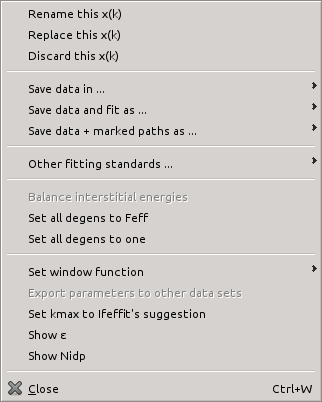 Rename this x(k)
Replace this x(k)
Discard this x(k)
Save data in ...
Save data and fit as ...
Save data + marked paths as ...
Other fitting standards ...
Balance interstitial energies
Set all degens to Feff
Set all degens to one
Set window function
Export parameters to other data sets
Set kmax to Ifeffit's suggestion
Show ε
Show Nidp
Close Ctrl+W